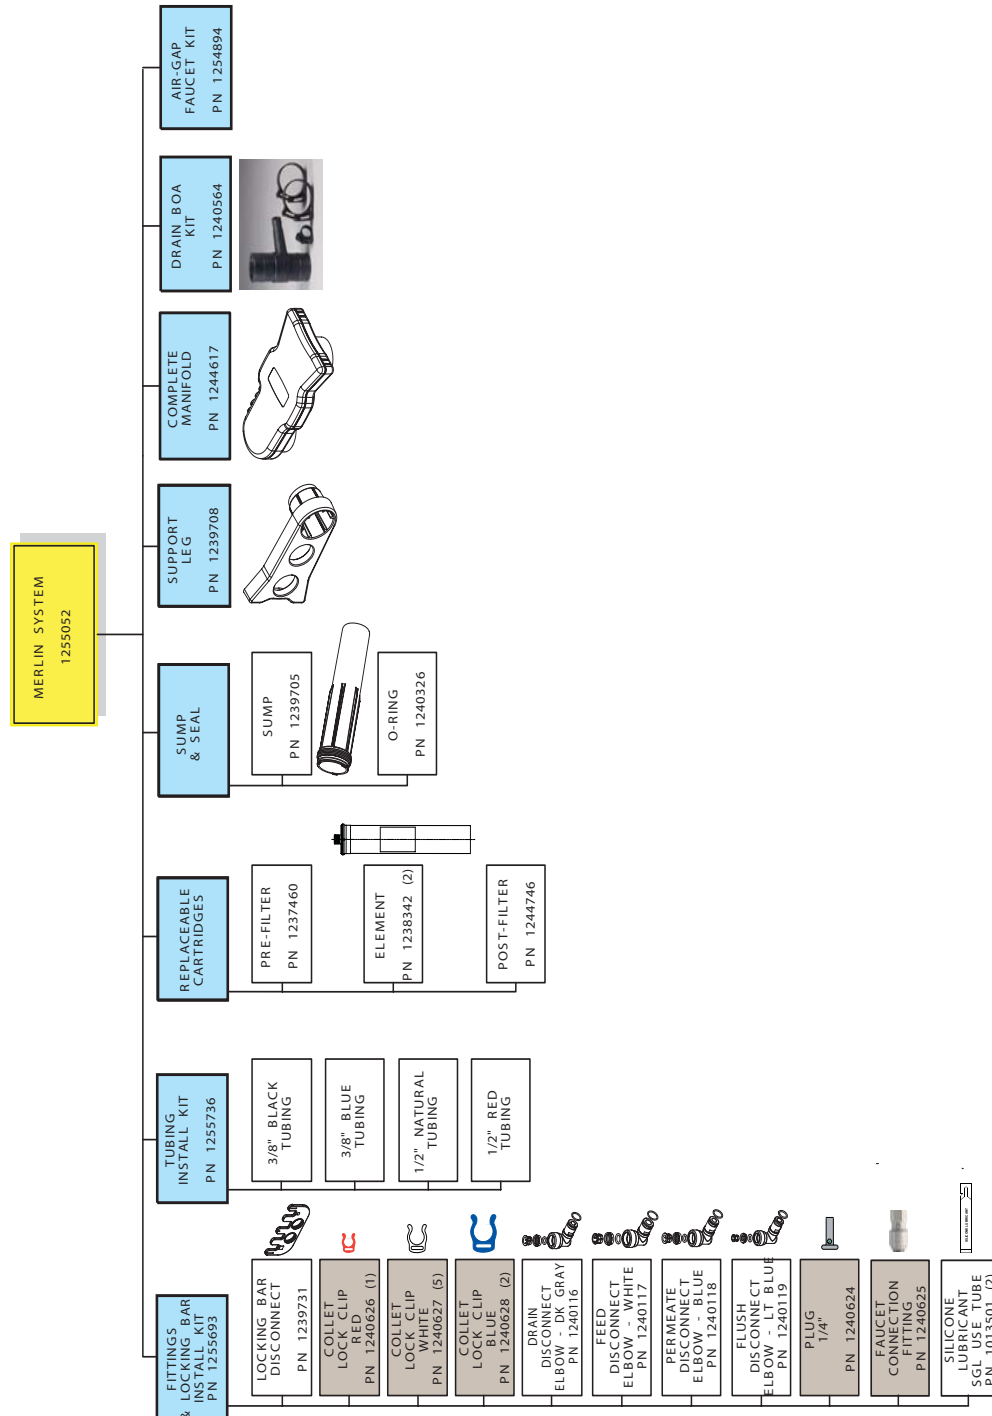 MERLIN SYSTEM
1255052
FITTINGS
& LOCKING BAR
INSTALL KIT
PN 1255693
LOCKING BAR
DISCONNECT
PN 1239731
COLLET
LOCK CLIP
RED
PN 1240626 (1)
COLLET
LOCK CLIP
WHITE
PN 1240627 (5)
COLLET
LOCK CLIP
BLUE
PN 1240628 (2)
DRAIN
DISCONNECT
ELBOW - DK GRAY
PN 1240116
FEED
DISCONNECT
ELBOW - WHITE
PN 1240117
PERMEATE
DISCONNECT
ELBOW - BLUE
PN 1240118
FLUSH
DISCONNECT
ELBOW - LT BLUE
PN 1240119
PLUG
1/4"
PN 1240624
FAUCET
CONNECTION
FITTING
PN 1240625
SILICONE
LUBRICANT
SGL USE TUBE
PN 1013501 (2)
TUBING
INSTALL KIT
PN 1255736
3/8" BLACK
TUBING
3/8" BLUE
TUBING
1/2" NATURAL
TUBING
1/2" RED
TUBING
REPLACEABLE
CARTRIDGES
PRE-FILTER
PN 1237460
ELEMENT
PN 1238342 (2)
POST-FILTER
PN 1244746
SUMP
& SEAL
SUMP
PN 1239705
O-RING
PN 1240326
SUPPORT
LEG
PN 1239708
COMPLETE
MANIFOLD
PN 1244617
DRAIN BOA
KIT
PN 1240564
AIR-GAP
FAUCET KIT
PN 1254894